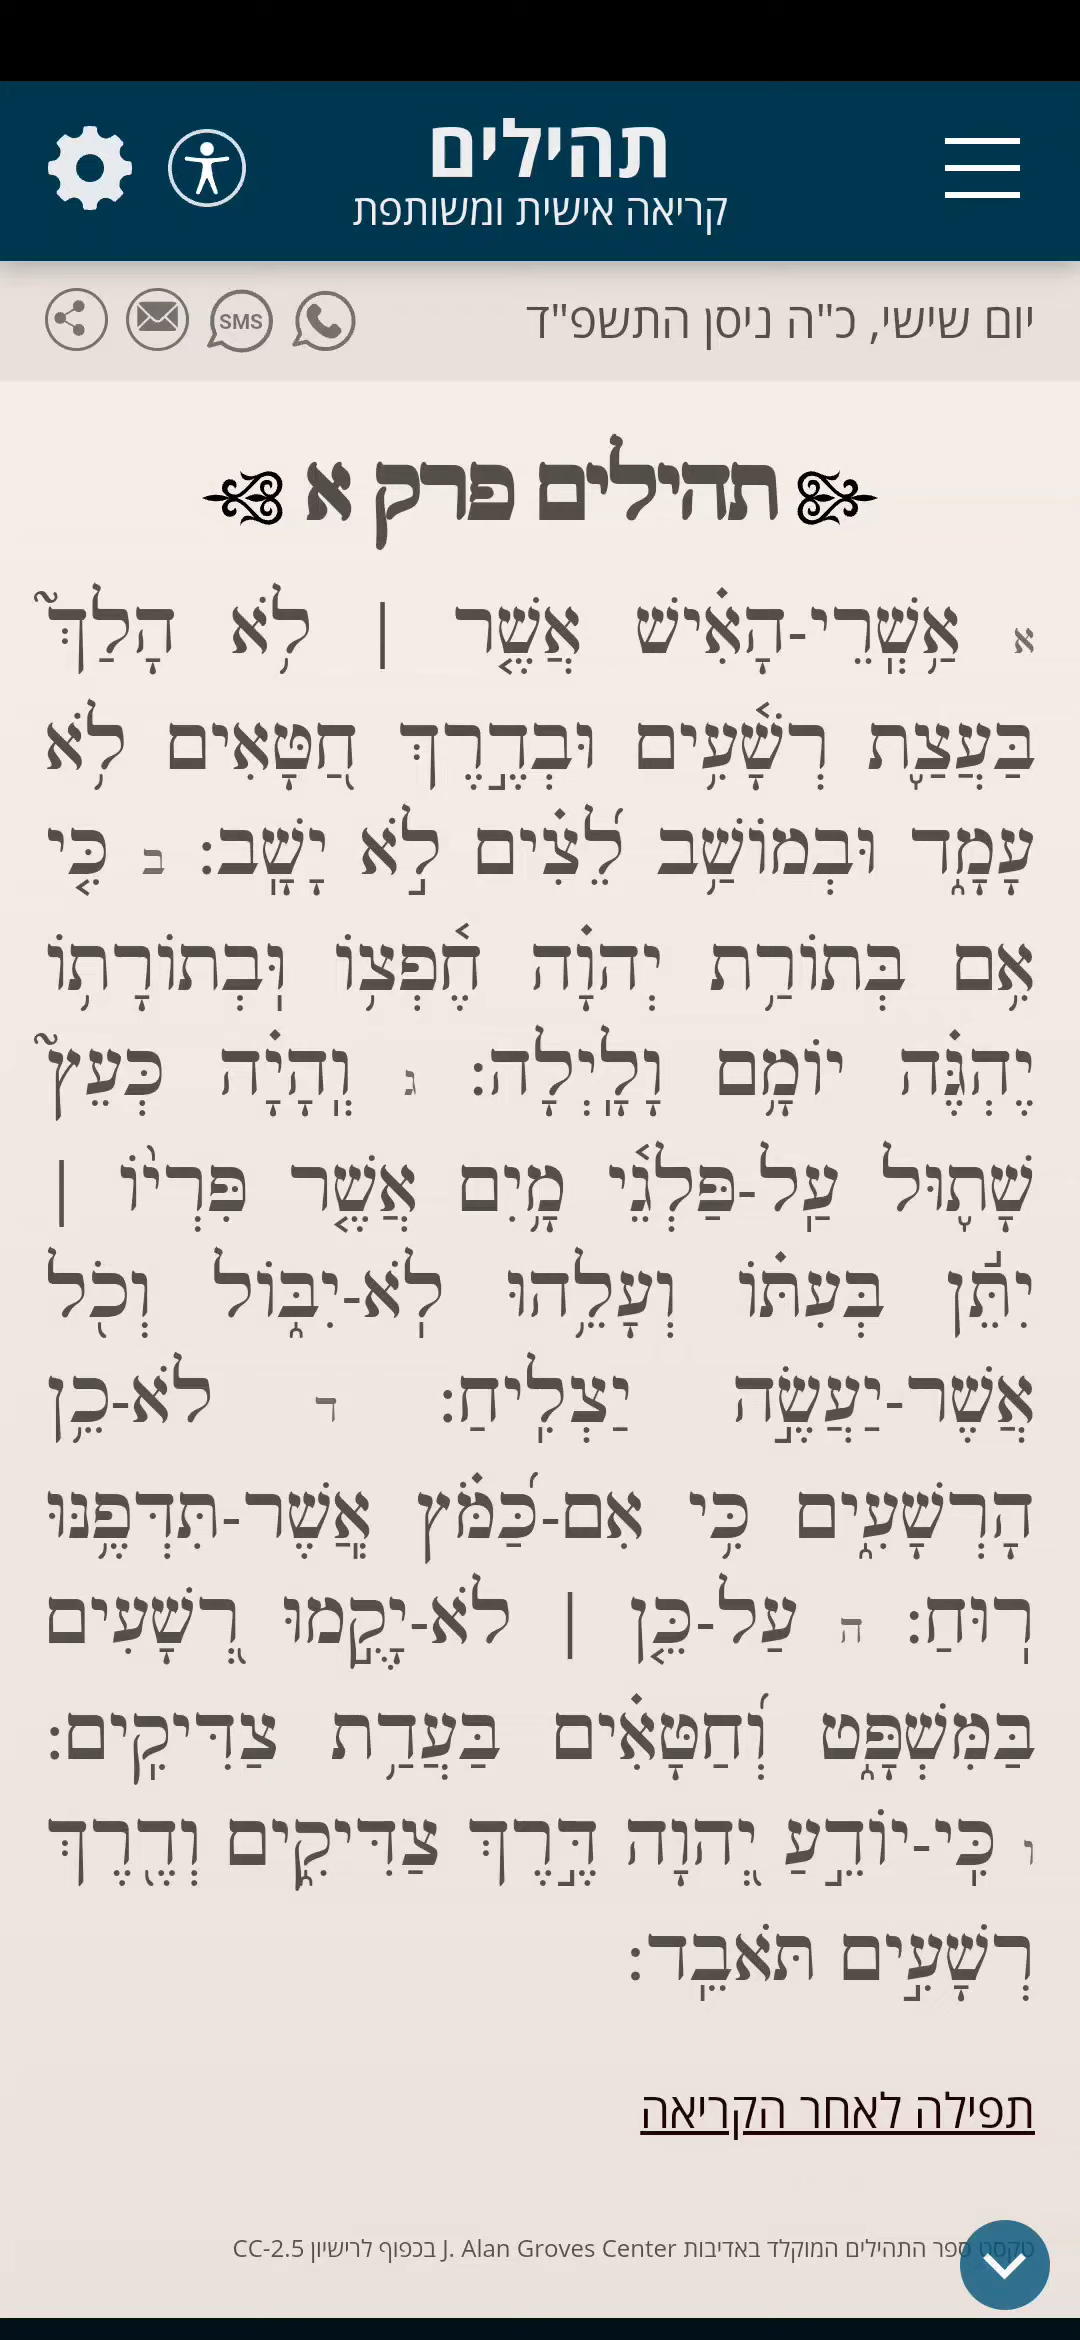 תהילים
קריאה אישית ומשותפת
יום שישי, כ"ה ניסן התשפ"ד
SMS
תהילים פרק א
א אַ֥שְֽׁרֵי-הָאִ֗ישׁ אֲשֶׁ֤ר | לֹ֥א הָלַךְ֮
בַּעֲצַ֪ת רְשָׁ֫עִ֥ים וּבְדֶ֣רֶךְ חַ֭טָּאִים לֹ֥א
עָמָ֑ד וּבְמוֹשַׁ֥ב לֵ֝צִ֗ים לֹ֣א יָשָֽׁב: ב כִּ֤י
אִ֥ם בְּתוֹרַ֥ת יְהוָ֗ה חֶ֫פְצ֥וֹ וּֽבְתוֹרָת֥וֹ
יֶהְגֶּ֗ה יוֹמָ֥ם וָלָֽיְלָה: ג וְֽהָיָ֗ה כְּעֵץ֮
שָׁת֪וּל עַֽל-פַּלְגֵ֫י מָ֥יִם אֲשֶׁ֤ר פִּרְי֨וֹ |
יִתֵּ֬ן בְּעִתּ֗וֹ וְעָלֵ֥הוּ לֹֽא-יִבּ֑וֹל וְכֹ֖ל
אֲשֶׁר-יַעֲשֶׂ֣ה יַצְלִֽיחַ: ד לֹא-כֵ֥ן
הָרְשָׁעִ֑ים כִּ֥י אִם-כַּ֝מֹּ֗ץ אֲֽשֶׁר-תִּדְּפֶ֥נּוּ
רֽוּחַ: ה עַל-כֵּ֤ן | לֹא-יָקֻ֣מוּ רְ֭שָׁעִים
בַּמִּשְׁפָּ֑ט וְ֝חַטָּאִ֗ים בַּעֲדַ֥ת צַדִּיקִֽים:
ו כִּֽי-יוֹדֵ֣עַ יְ֭הוָה דֶּ֣רֶךְ צַדִּיקִ֑ים וְדֶ֖רֶךְ
רְשָׁעִ֣ים תֹּאבֵֽד:
תפילה לאחר הקריאה
טקסט ספר התהילים המוקלד באדיבות J. Alan Groves Center בכפוף לרישיון CC-2.5